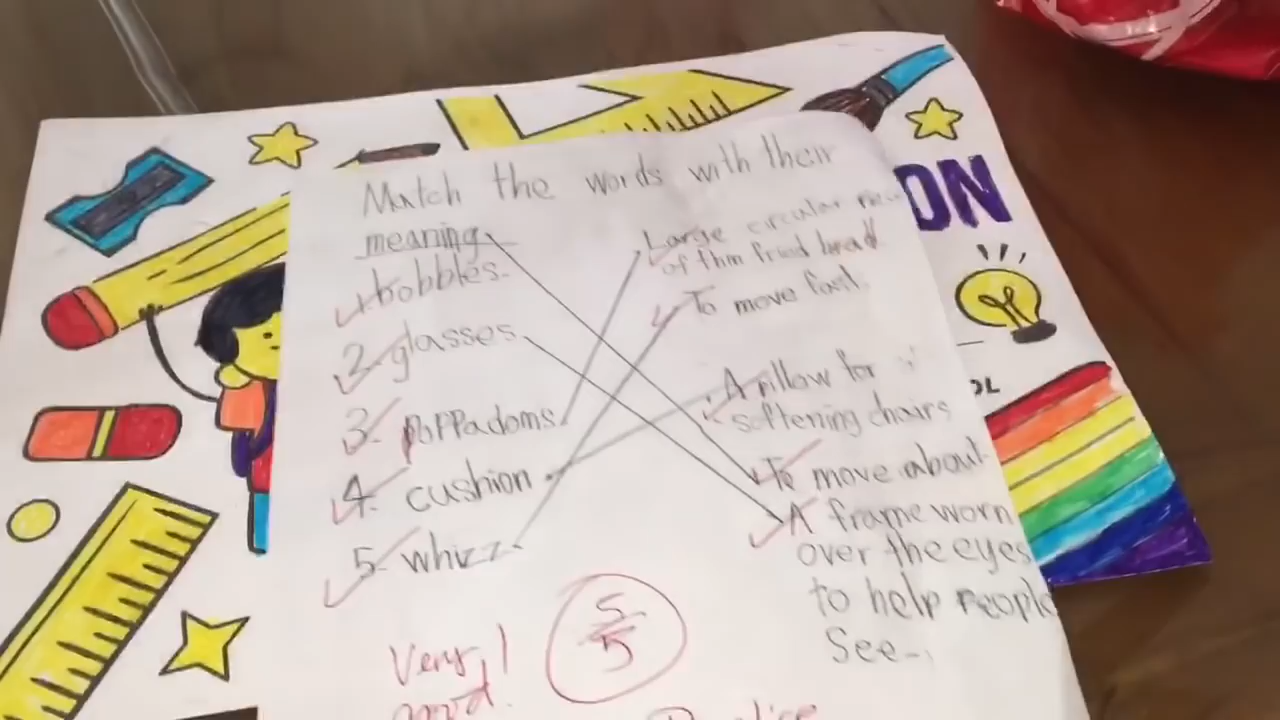 Match the words with their
meaning
1. bobbles
2. glasses
3. poppadoms
4. cushion
5. whizz
Large circular
of thin fried bread
To move fast.
A pillow for
softening chairs
To move about
A frame worn
over the eyes
to help people
see
5/5
Very
good!
ON
OL